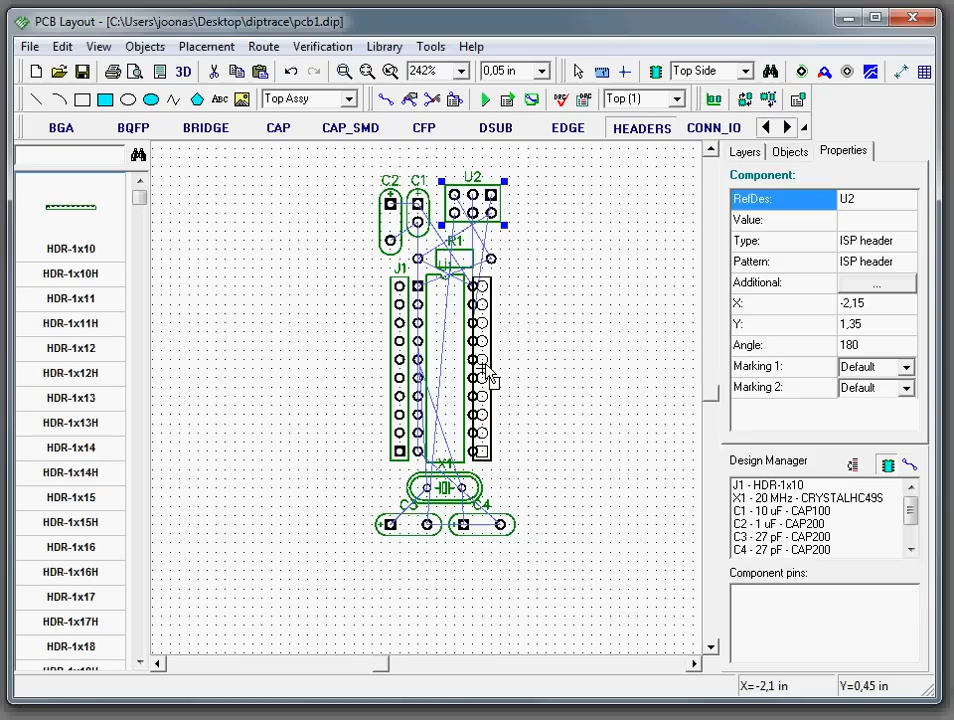 PCB Layout - [C:\Users\joonas\Desktop\diptrace\pcb1.dip]
File Edit View Objects Placement Route Verification Library Tools Help
3D 242% 0,05 in Top Side
ABC Top Assy Top (1)
BGA BQFP BRIDGE CAP CAP_SMD CFP DSUB EDGE HEADERS CONN_IO
HDR-1x10
HDR-1x10H
HDR-1x11
HDR-1x11H
HDR-1x12
HDR-1x12H
HDR-1x13
HDR-1x13H
HDR-1x14
HDR-1x14H
HDR-1x15
HDR-1x15H
HDR-1x16
HDR-1x16H
HDR-1x17
HDR-1x17H
HDR-1x18
HDR-1x18H
C2 C1 U2
R1
J1 U1
X1
C3 C4
Layers Objects Properties
Component:
RefDes: U2
Value:
Type: ISP header
Pattern: ISP header
Additional: ...
X: -2,15
Y: 1,35
Angle: 180
Marking 1: Default
Marking 2: Default
Design Manager
J1 - HDR-1x10
X1 - 20 MHz - CRYSTALHC49S
C1 - 10 uF - CAP100
C2 - 1 uF - CAP200
C3 - 27 pF - CAP200
C4 - 27 pF - CAP200
Component pins:
X=-2,1 in Y=0,45 in